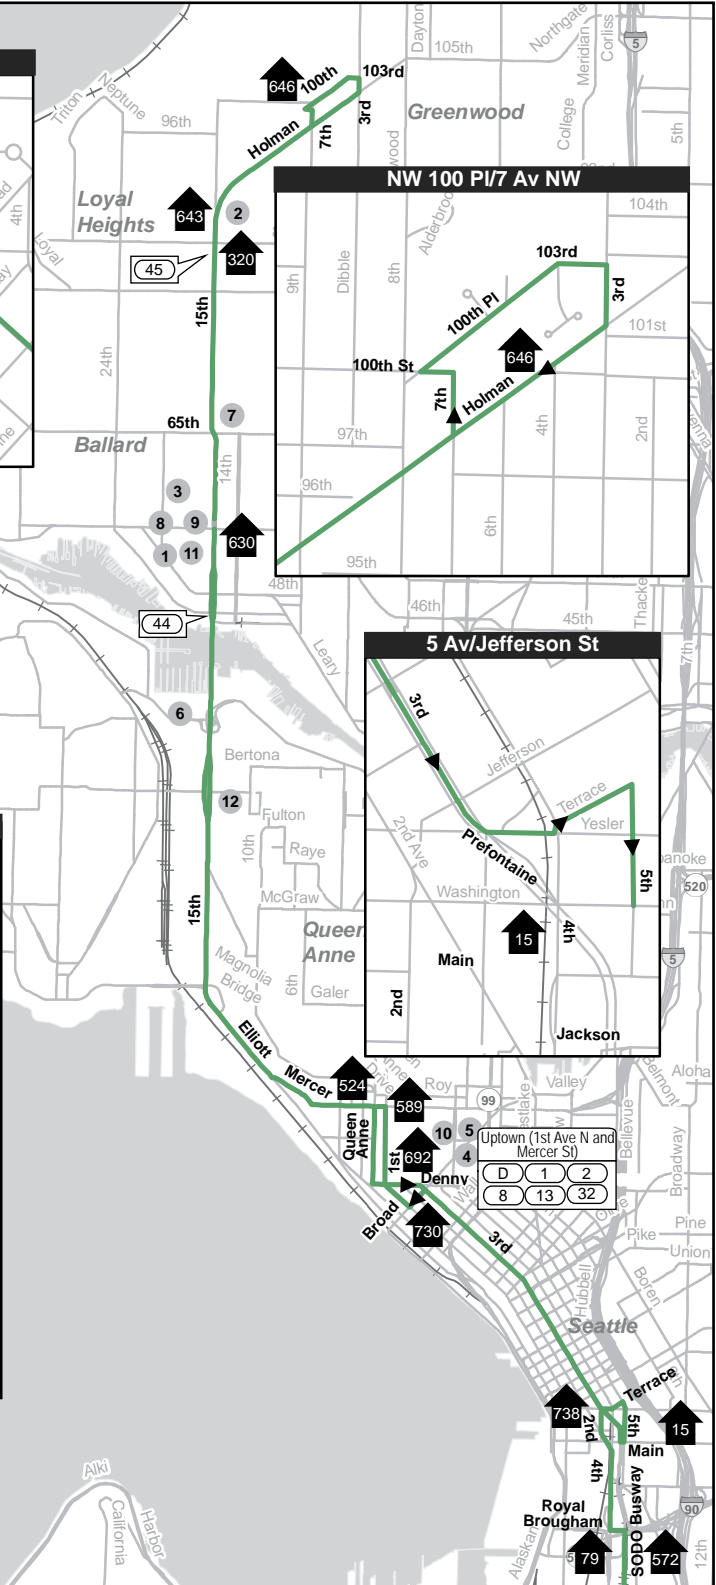 Dayton
105th
Northgate
Meridian
Corliss
5
646
100th
103rd
3rd
7th
Triton
Neptune
96th
Holman
Greenwood
College
5th
4th
Loyal
Heights
643
2
320
45
15th
Loyal
24th
NW 100 Pl/7 Av NW
104th
9th
Dibble
8th
103rd
3rd
100th Pl
101st
646
100th St
7th
Holman
4th
2nd
97th
96th
6th
95th
65th
7
Ballard
14th
3
8
9
630
1
11
48th
46th
45th
44
Leary
7th
5 Av/Jefferson St
3rd
Jefferson
Terrace
Yesler
2nd Ave
Prefontaine
5th
Washington
15
4th
Main
2nd
Jackson
6
Bertona
12
Fulton
10th
Raye
McGraw
15th
Queen
Anne
Magnolia
Bridge
6th
Galer
520
5
Elliott
Mercer
524
Roy
Valley
Aloha
Belmont
99
589
Queen
Anne
1st
10
5
4
692
Denny
Uptown (1st Ave N and
Mercer St)
D
1
2
8
13
32
Bellevue
Broadway
Broad
730
3rd
Pike
Pine
Union
Hubbell
Boren
Seattle
Terrace
738
2nd
5th
15
Main
4th
SODO Busway
90
Royal
Brougham
79
572
12th
Alki
California
Harbor